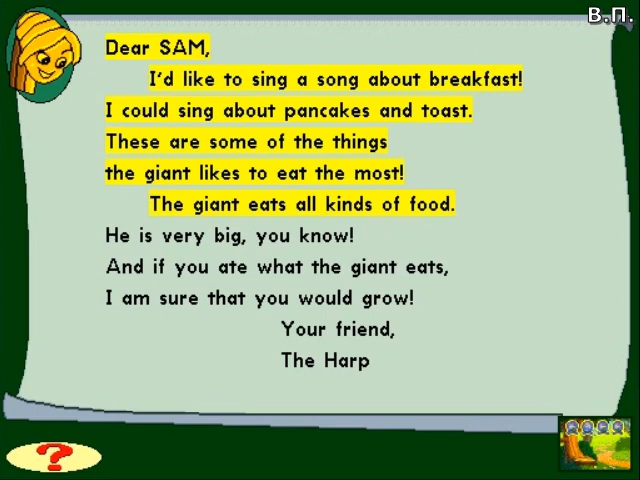 В.П.
Dear SAM,
I'd like to sing a song about breakfast!
I could sing about pancakes and toast.
These are some of the things
the giant likes to eat the most!
The giant eats all kinds of food.
He is very big, you know!
And if you ate what the giant eats,
I am sure that you would grow!
Your friend,
The Harp
?